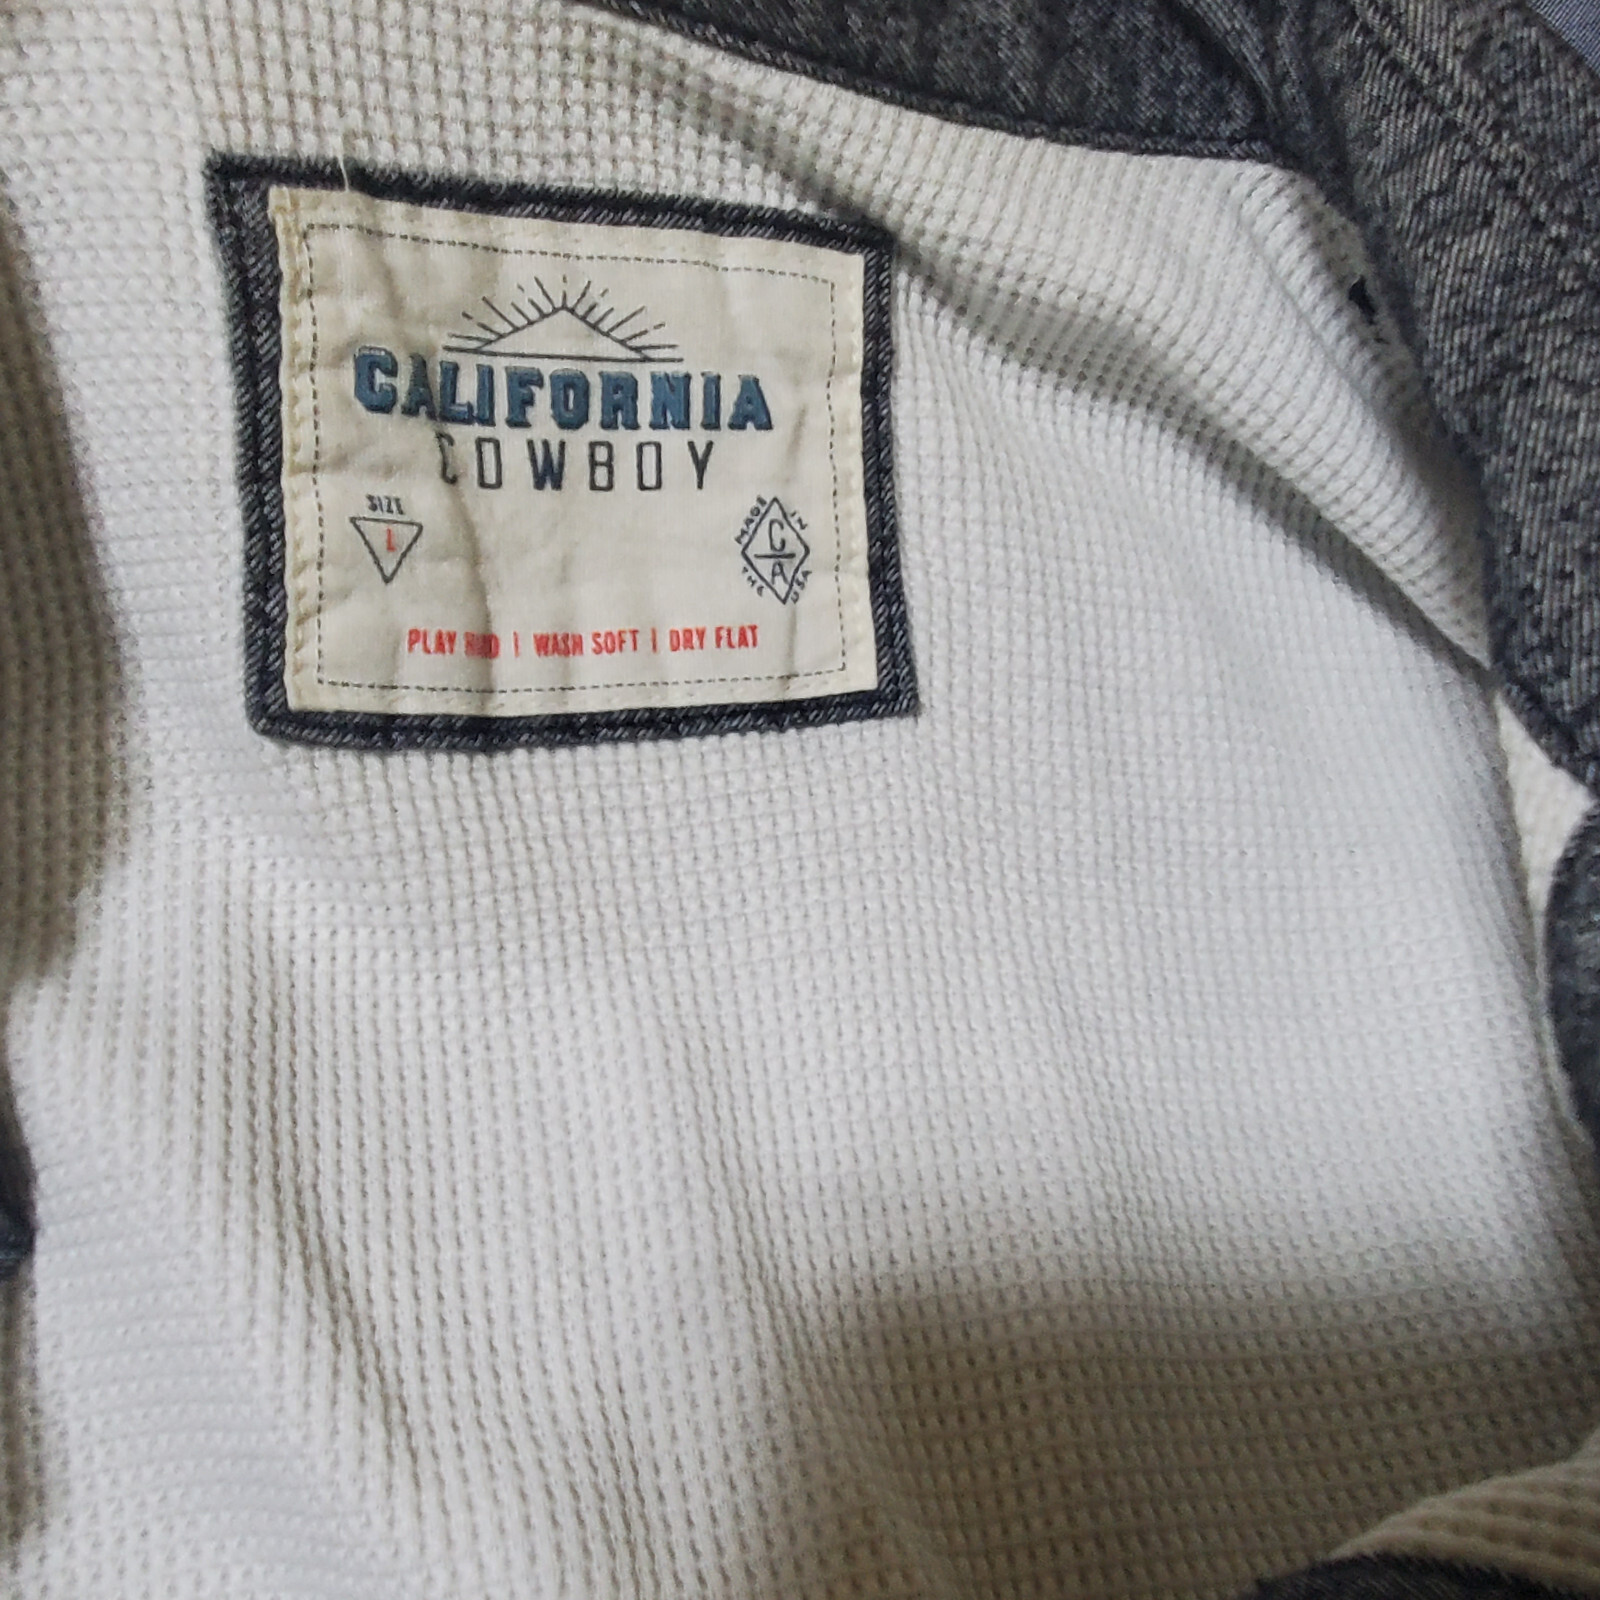 CALIFORNIA
COWBOY
SIZE
L
MADE IN
C
A
THE USA
PLAY | WASH SOFT | DRY FLAT